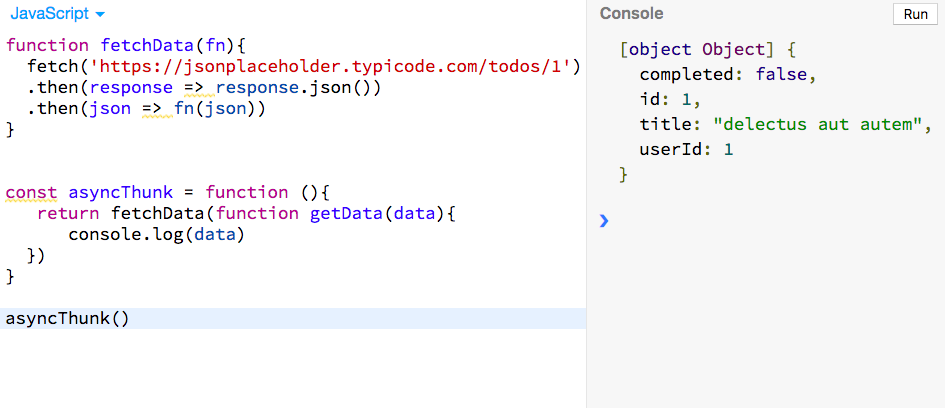 JavaScript
function fetchData(fn){
  fetch('https://jsonplaceholder.typicode.com/todos/1')
  .then(response => response.json())
  .then(json => fn(json))
}
const asyncThunk = function (){
   return fetchData(function getData(data){
      console.log(data)
  })
}
asyncThunk()
Console
Run
[object Object] {
  completed: false,
  id: 1,
  title: "delectus aut autem",
  userId: 1
}
❯